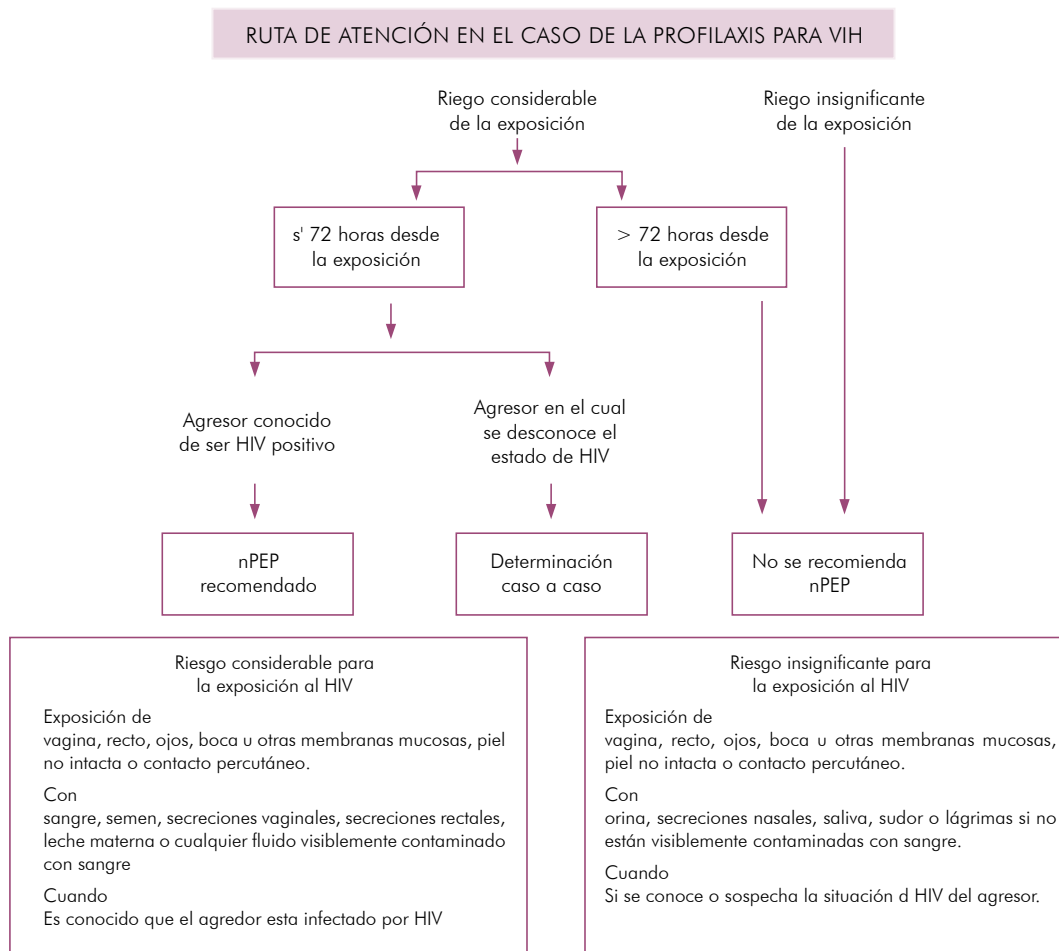 RUTA DE ATENCIÓN EN EL CASO DE LA PROFILAXIS PARA VIH
Riego considerable
de la exposición
Riego insignificante
de la exposición
s' 72 horas desde
la exposición
> 72 horas desde
la exposición
Agresor conocido
de ser HIV positivo
Agresor en el cual
se desconoce el
estado de HIV
nPEP
recomendado
Determinación
caso a caso
No se recomienda
nPEP
Riesgo considerable para
la exposición al HIV
Exposición de
vagina, recto, ojos, boca u otras membranas mucosas, piel
no intacta o contacto percutáneo.
Con
sangre, semen, secreciones vaginales, secreciones rectales,
leche materna o cualquier fluido visiblemente contaminado
con sangre
Cuando
Es conocido que el agredor esta infectado por HIV
Riesgo insignificante para
la exposición al HIV
Exposición de
vagina, recto, ojos, boca u otras membranas mucosas,
piel no intacta o contacto percutáneo.
Con
orina, secreciones nasales, saliva, sudor o lágrimas si no
están visiblemente contaminadas con sangre.
Cuando
Si se conoce o sospecha la situación d HIV del agresor.